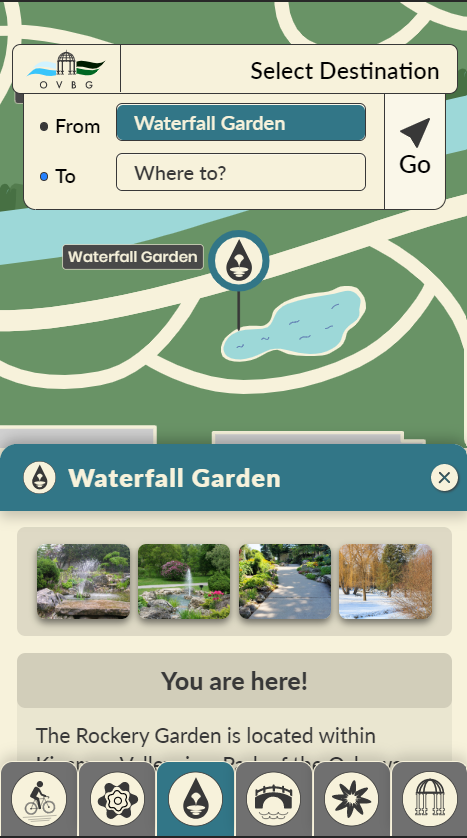 OVBG
Select Destination
From
Waterfall Garden
To
Where to?
Go
Waterfall Garden
Waterfall Garden
You are here!
The Rockery Garden is located within